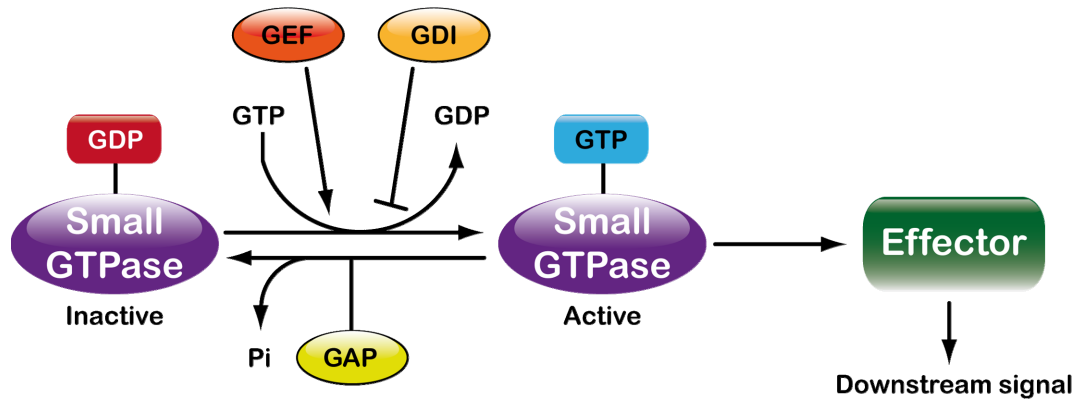 GEF
GDI
GTP
GDP
GDP
GTP
Small
GTPase
Small
GTPase
Effector
Inactive
Active
Pi
GAP
Downstream signal